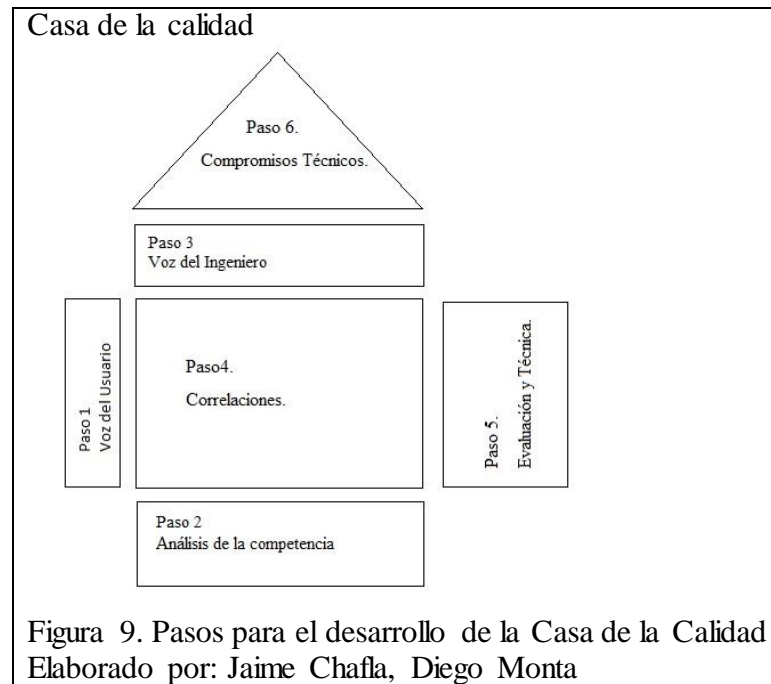 Casa de la calidad
Paso 6.
Compromisos Técnicos.
Paso 3
Voz del Ingeniero
Paso 1
Voz del Usuario
Paso4.
Correlaciones.
Paso 5.
Evaluación y Técnica.
Paso 2
Análisis de la competencia
Figura 9. Pasos para el desarrollo de la Casa de la Calidad
Elaborado por: Jaime Chafla, Diego Monta